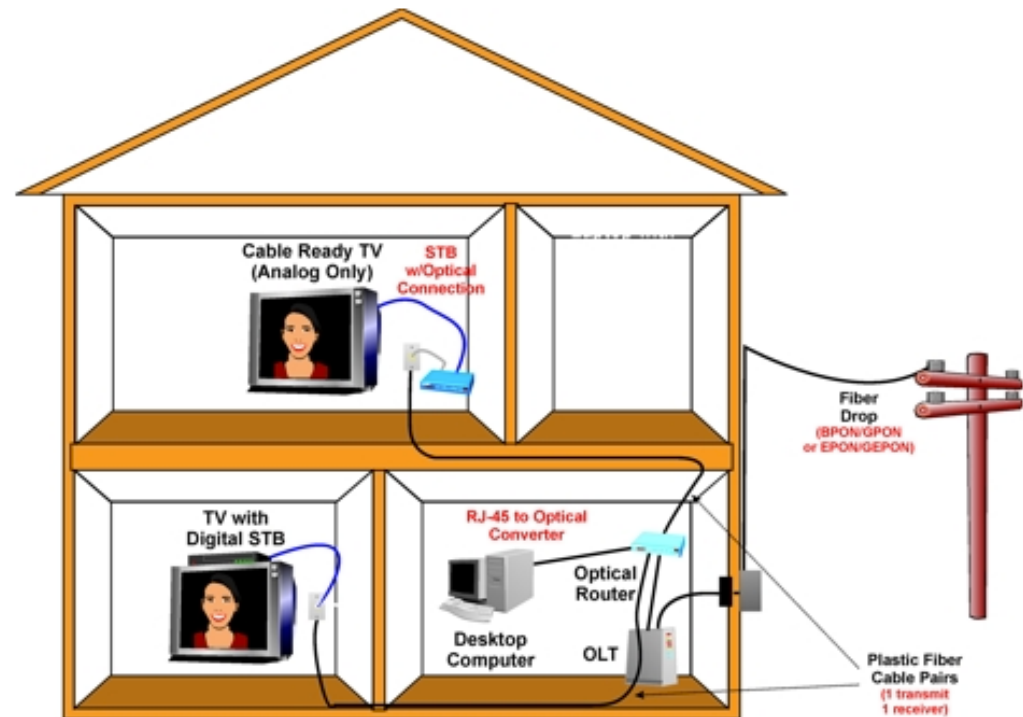 Cable Ready TV
(Analog Only)
STB
w/Optical
Connection
Fiber
Drop
(BPON/GPON
or EPON/GEPON)
TV with
Digital STB
RJ-45 to Optical
Converter
Optical
Router
Desktop
Computer
OLT
Plastic Fiber
Cable Pairs
(1 transmit
1 receiver)